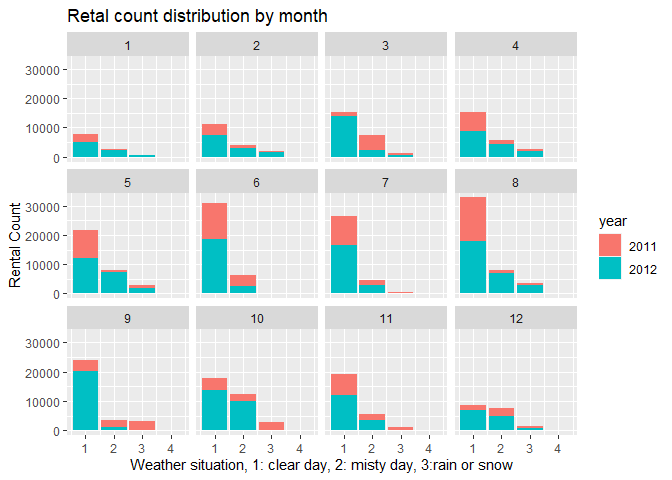 Retal count distribution by month
1 2 3 4
30000
20000
10000
0
5 6 7 8
30000
20000
10000
0
9 10 11 12
30000
20000
10000
0
1 2 3 4 1 2 3 4 1 2 3 4 1 2 3 4
Weather situation, 1: clear day, 2: misty day, 3:rain or snow
Rental Count
year
2011
2012